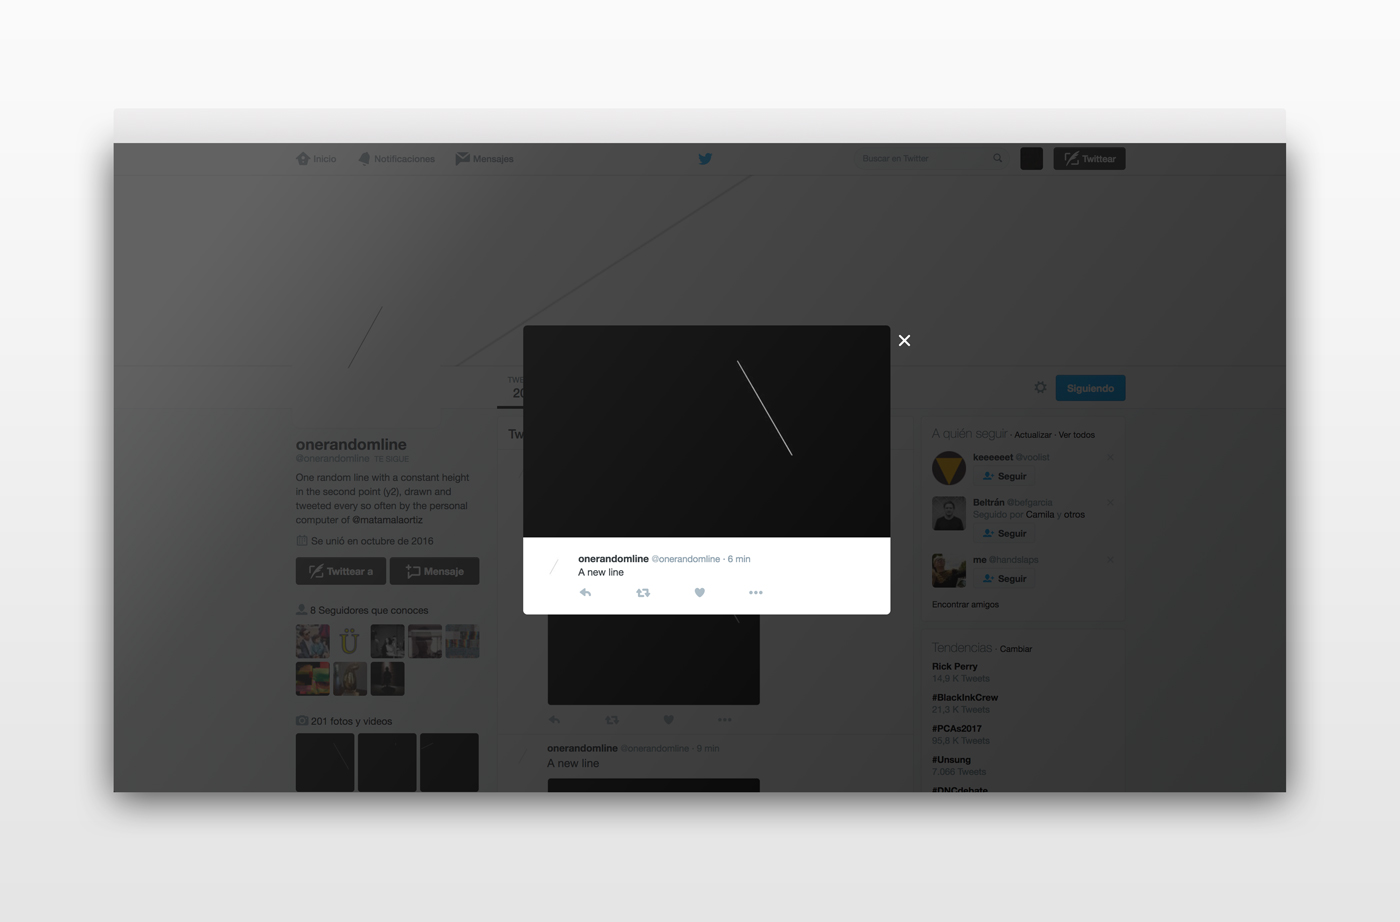 Inicio
Notificaciones
Mensajes
Buscar en Twitter
Twittear
TWE
20
Siguiendo
onerandomline
@onerandomline TE SIGUE
One random line with a constant height
in the second point (y2), drawn and
tweeted every so often by the personal
computer of @matamalaortiz
Se unió en octubre de 2016
Twittear a
Mensaje
8 Seguidores que conoces
201 fotos y videos
Tw
onerandomline @onerandomline · 6 min
A new line
onerandomline @onerandomline · 9 min
A new line
A quién seguir · Actualizar · Ver todos
keeeeeet @voolist
Seguir
Beltrán @belgarcia
Seguido por Camila y otros
Seguir
me @handslaps
Seguir
Encontrar amigos
Tendencias · Cambiar
Rick Perry
14,9 K Tweets
#BlackInkCrew
21,3 K Tweets
#PCAs2017
95,8 K Tweets
#Unsung
7.066 Tweets
#DNCdebate